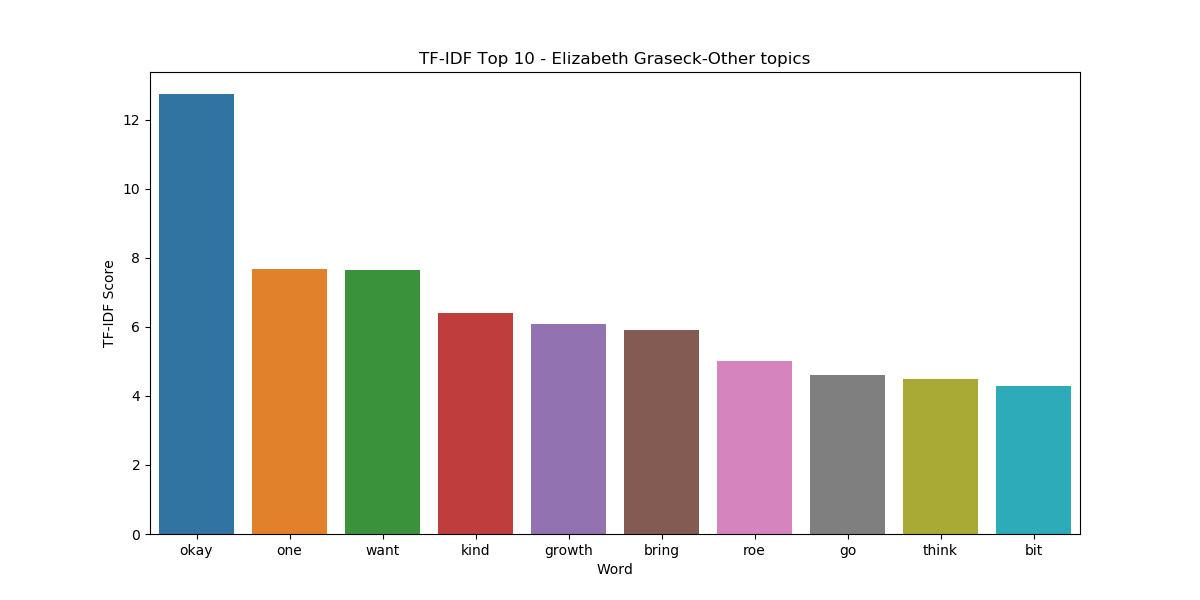 TF-IDF Top 10 - Elizabeth Graseck-Other topics
TF-IDF Score
12
10
8
6
4
2
0
okay one want kind growth bring roe go think bit
Word